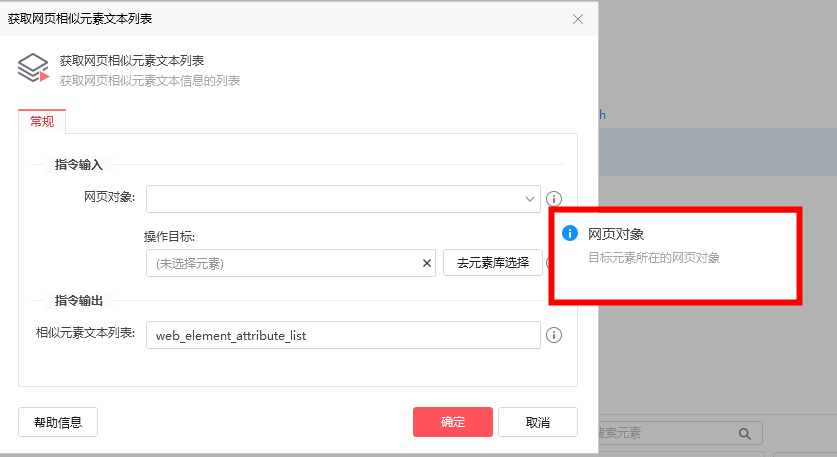 获取网页相似元素文本列表
获取网页相似元素文本列表
获取网页相似元素文本信息的列表
常规
h
指令输入
网页对象:
网页对象
目标元素所在的网页对象
操作目标:
(未选择元素)
去元素库选择
指令输出
相似元素文本列表: web_element_attribute_list
帮助信息
确定
取消
搜索元素